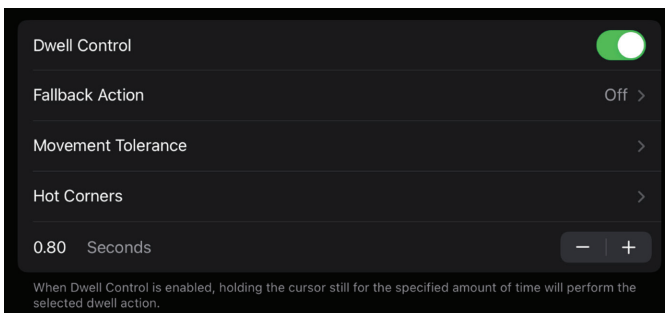 Dwell Control
Fallback Action Off >
Movement Tolerance >
Hot Corners >
0.80 Seconds − +
When Dwell Control is enabled, holding the cursor still for the specified amount of time will perform the
selected dwell action.